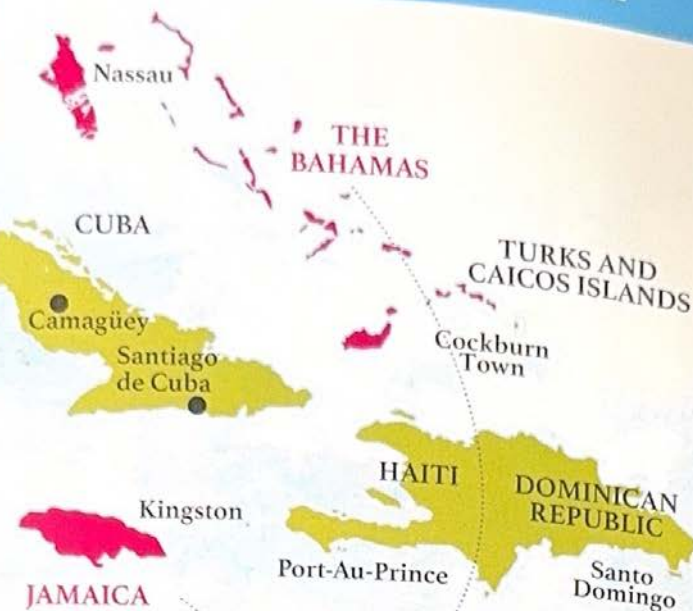 Nassau
THE
BAHAMAS
CUBA
TURKS AND
CAICOS ISLANDS
Camagüey
Cockburn
Town
Santiago
de Cuba
HAITI
DOMINICAN
REPUBLIC
Kingston
Port-Au-Prince
Santo
Domingo
JAMAICA